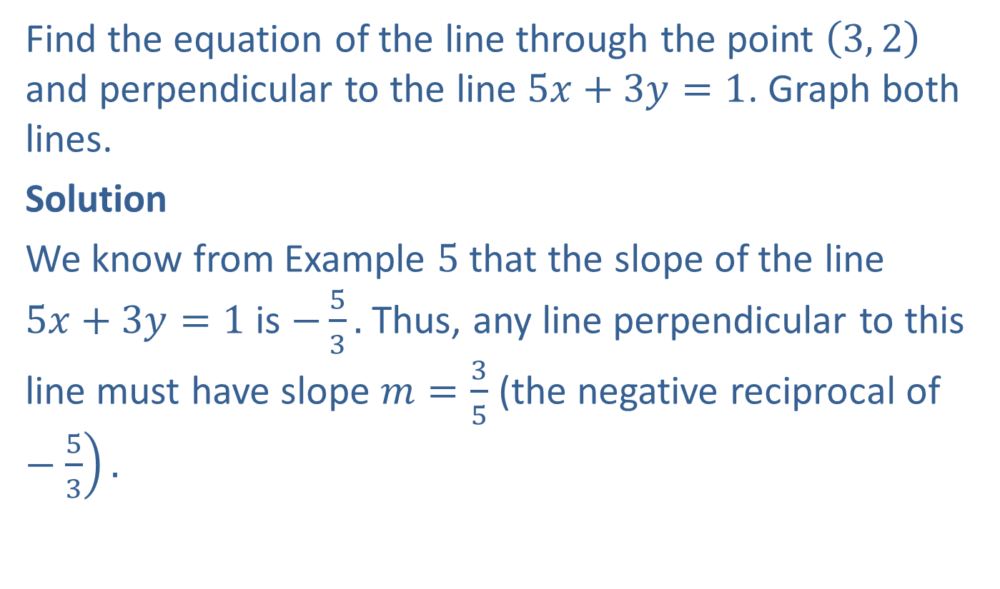 Find the equation of the line through the point (3, 2)
and perpendicular to the line 5x + 3y = 1. Graph both
lines.
Solution
We know from Example 5 that the slope of the line
5x + 3y = 1 is −5/3. Thus, any line perpendicular to this
line must have slope m = 3/5 (the negative reciprocal of
−5/3).